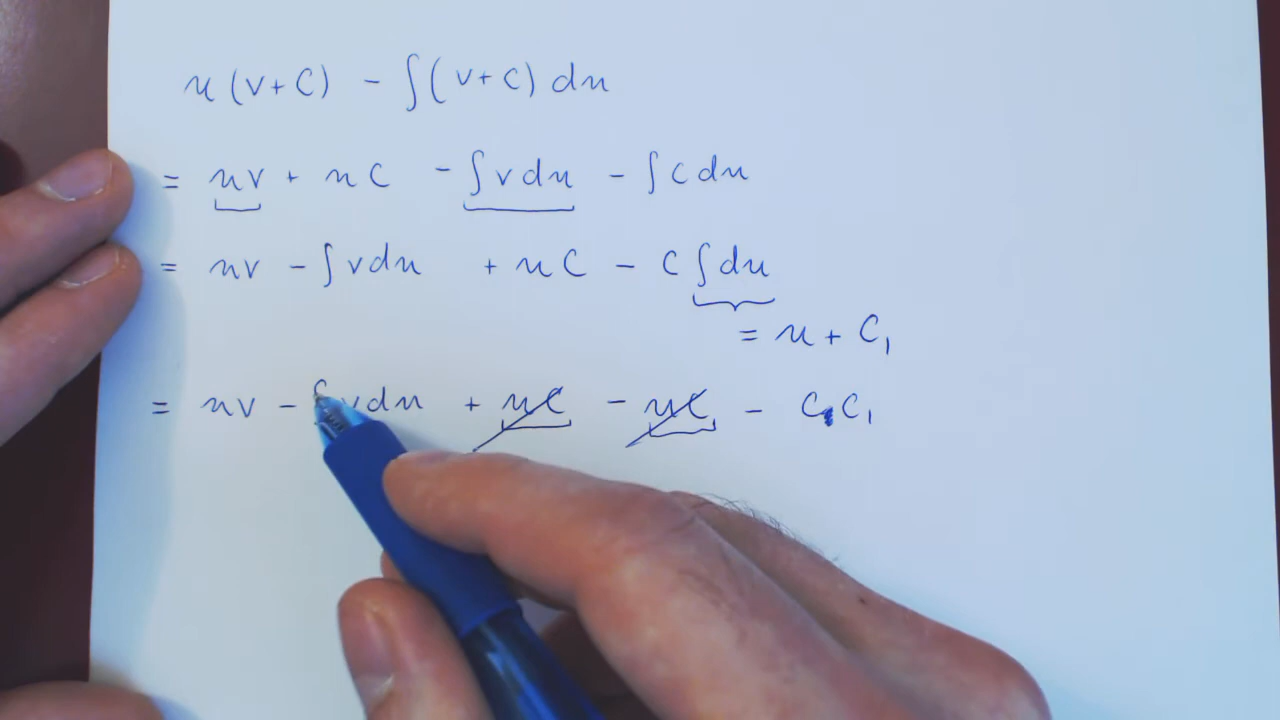 u (v+C) - ∫(v+C) du
= uv + uC - ∫v du - ∫C du
= uv - ∫v du + uC - C ∫du
= u + C₁
= uv - ∫v du + uC - uC - C C₁